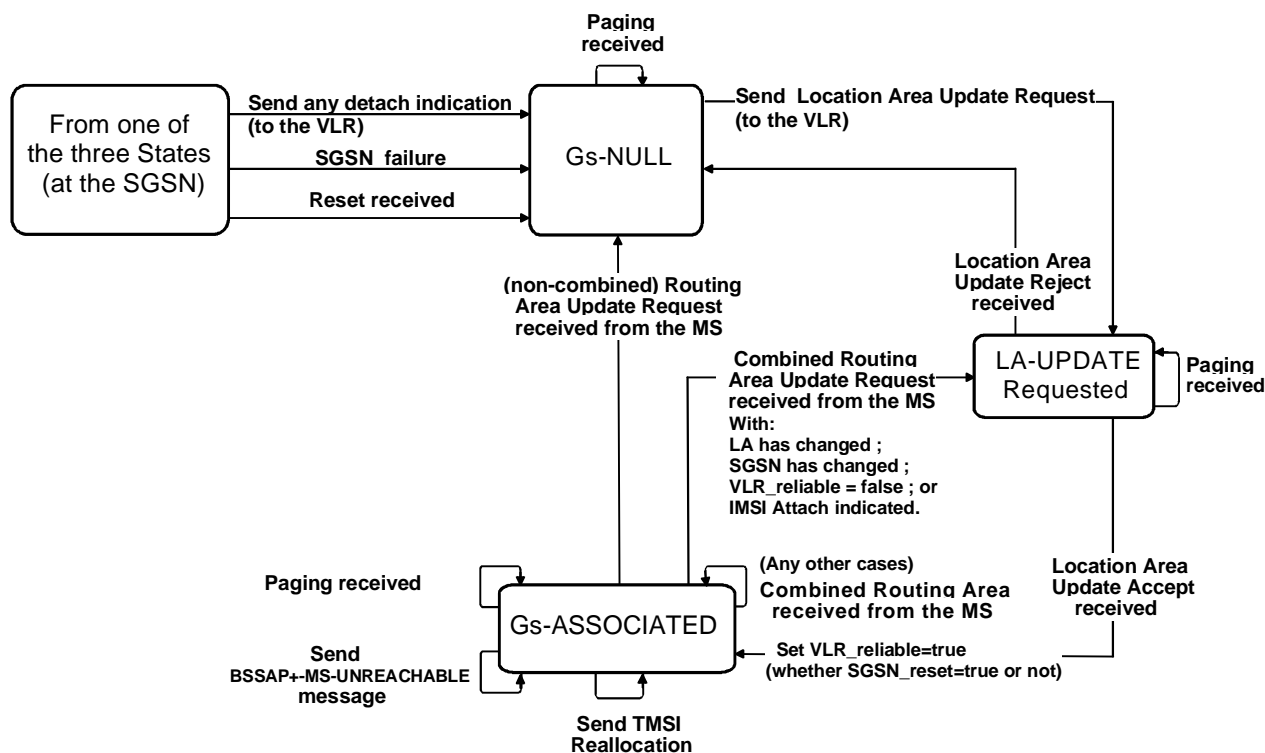 Paging
received
Send any detach indication
(to the VLR)
From one of
the three States
(at the SGSN)
SGSN failure
Reset received
Gs-NULL
Send Location Area Update Request
(to the VLR)
(non-combined) Routing
Area Update Request
received from the MS
Location Area
Update Reject
received
LA-UPDATE
Requested
Paging
received
Combined Routing
Area Update Request
received from the MS
With:
LA has changed ;
SGSN has changed ;
VLR_reliable = false ; or
IMSI Attach indicated.
Paging received
Gs-ASSOCIATED
(Any other cases)
Combined Routing Area
received from the MS
Location Area
Update Accept
received
Set VLR_reliable=true
(whether SGSN_reset=true or not)
Send
BSSAP+-MS-UNREACHABLE
message
Send TMSI
Reallocation